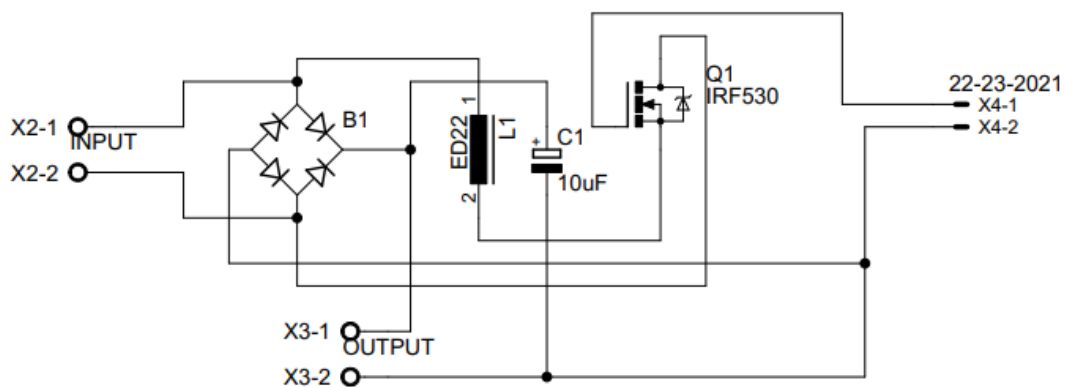 X2-1
INPUT
X2-2
B1
1
ED22
L1
2
C1
+
10uF
Q1
IRF530
22-23-2021
X4-1
X4-2
X3-1
OUTPUT
X3-2